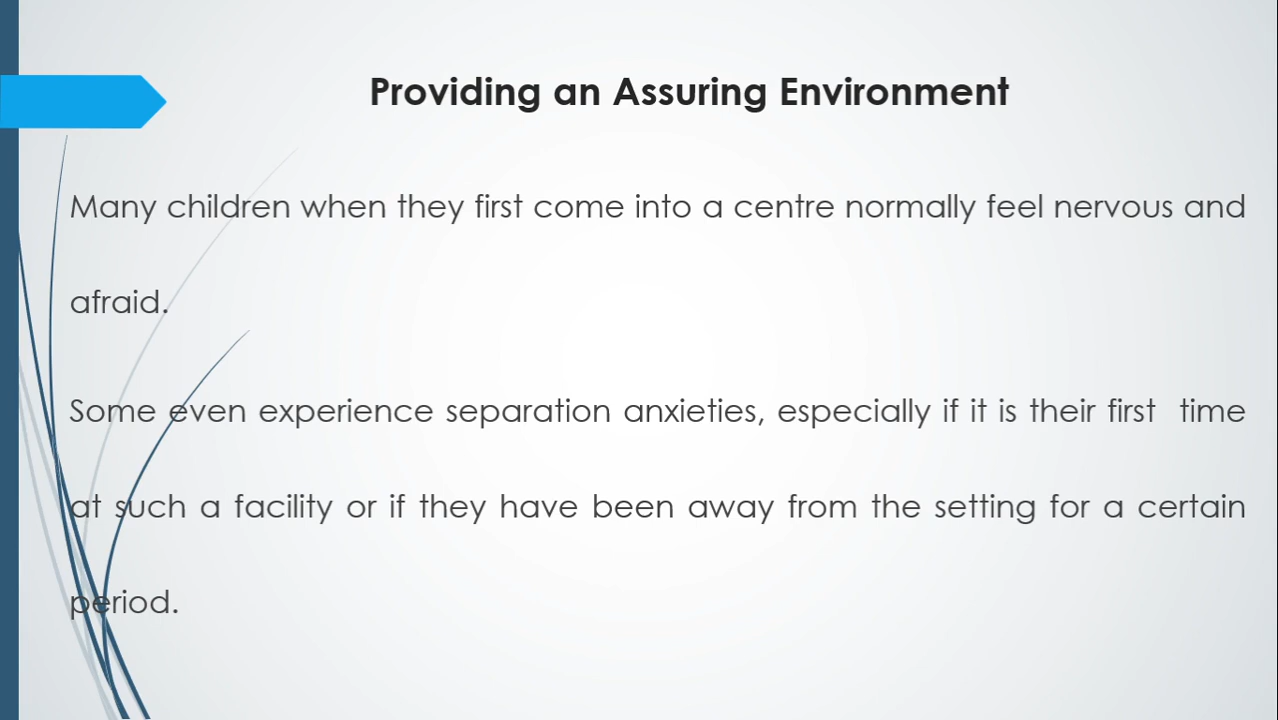 Providing an Assuring Environment
Many children when they first come into a centre normally feel nervous and
afraid.
Some even experience separation anxieties, especially if it is their first time
at such a facility or if they have been away from the setting for a certain
period.